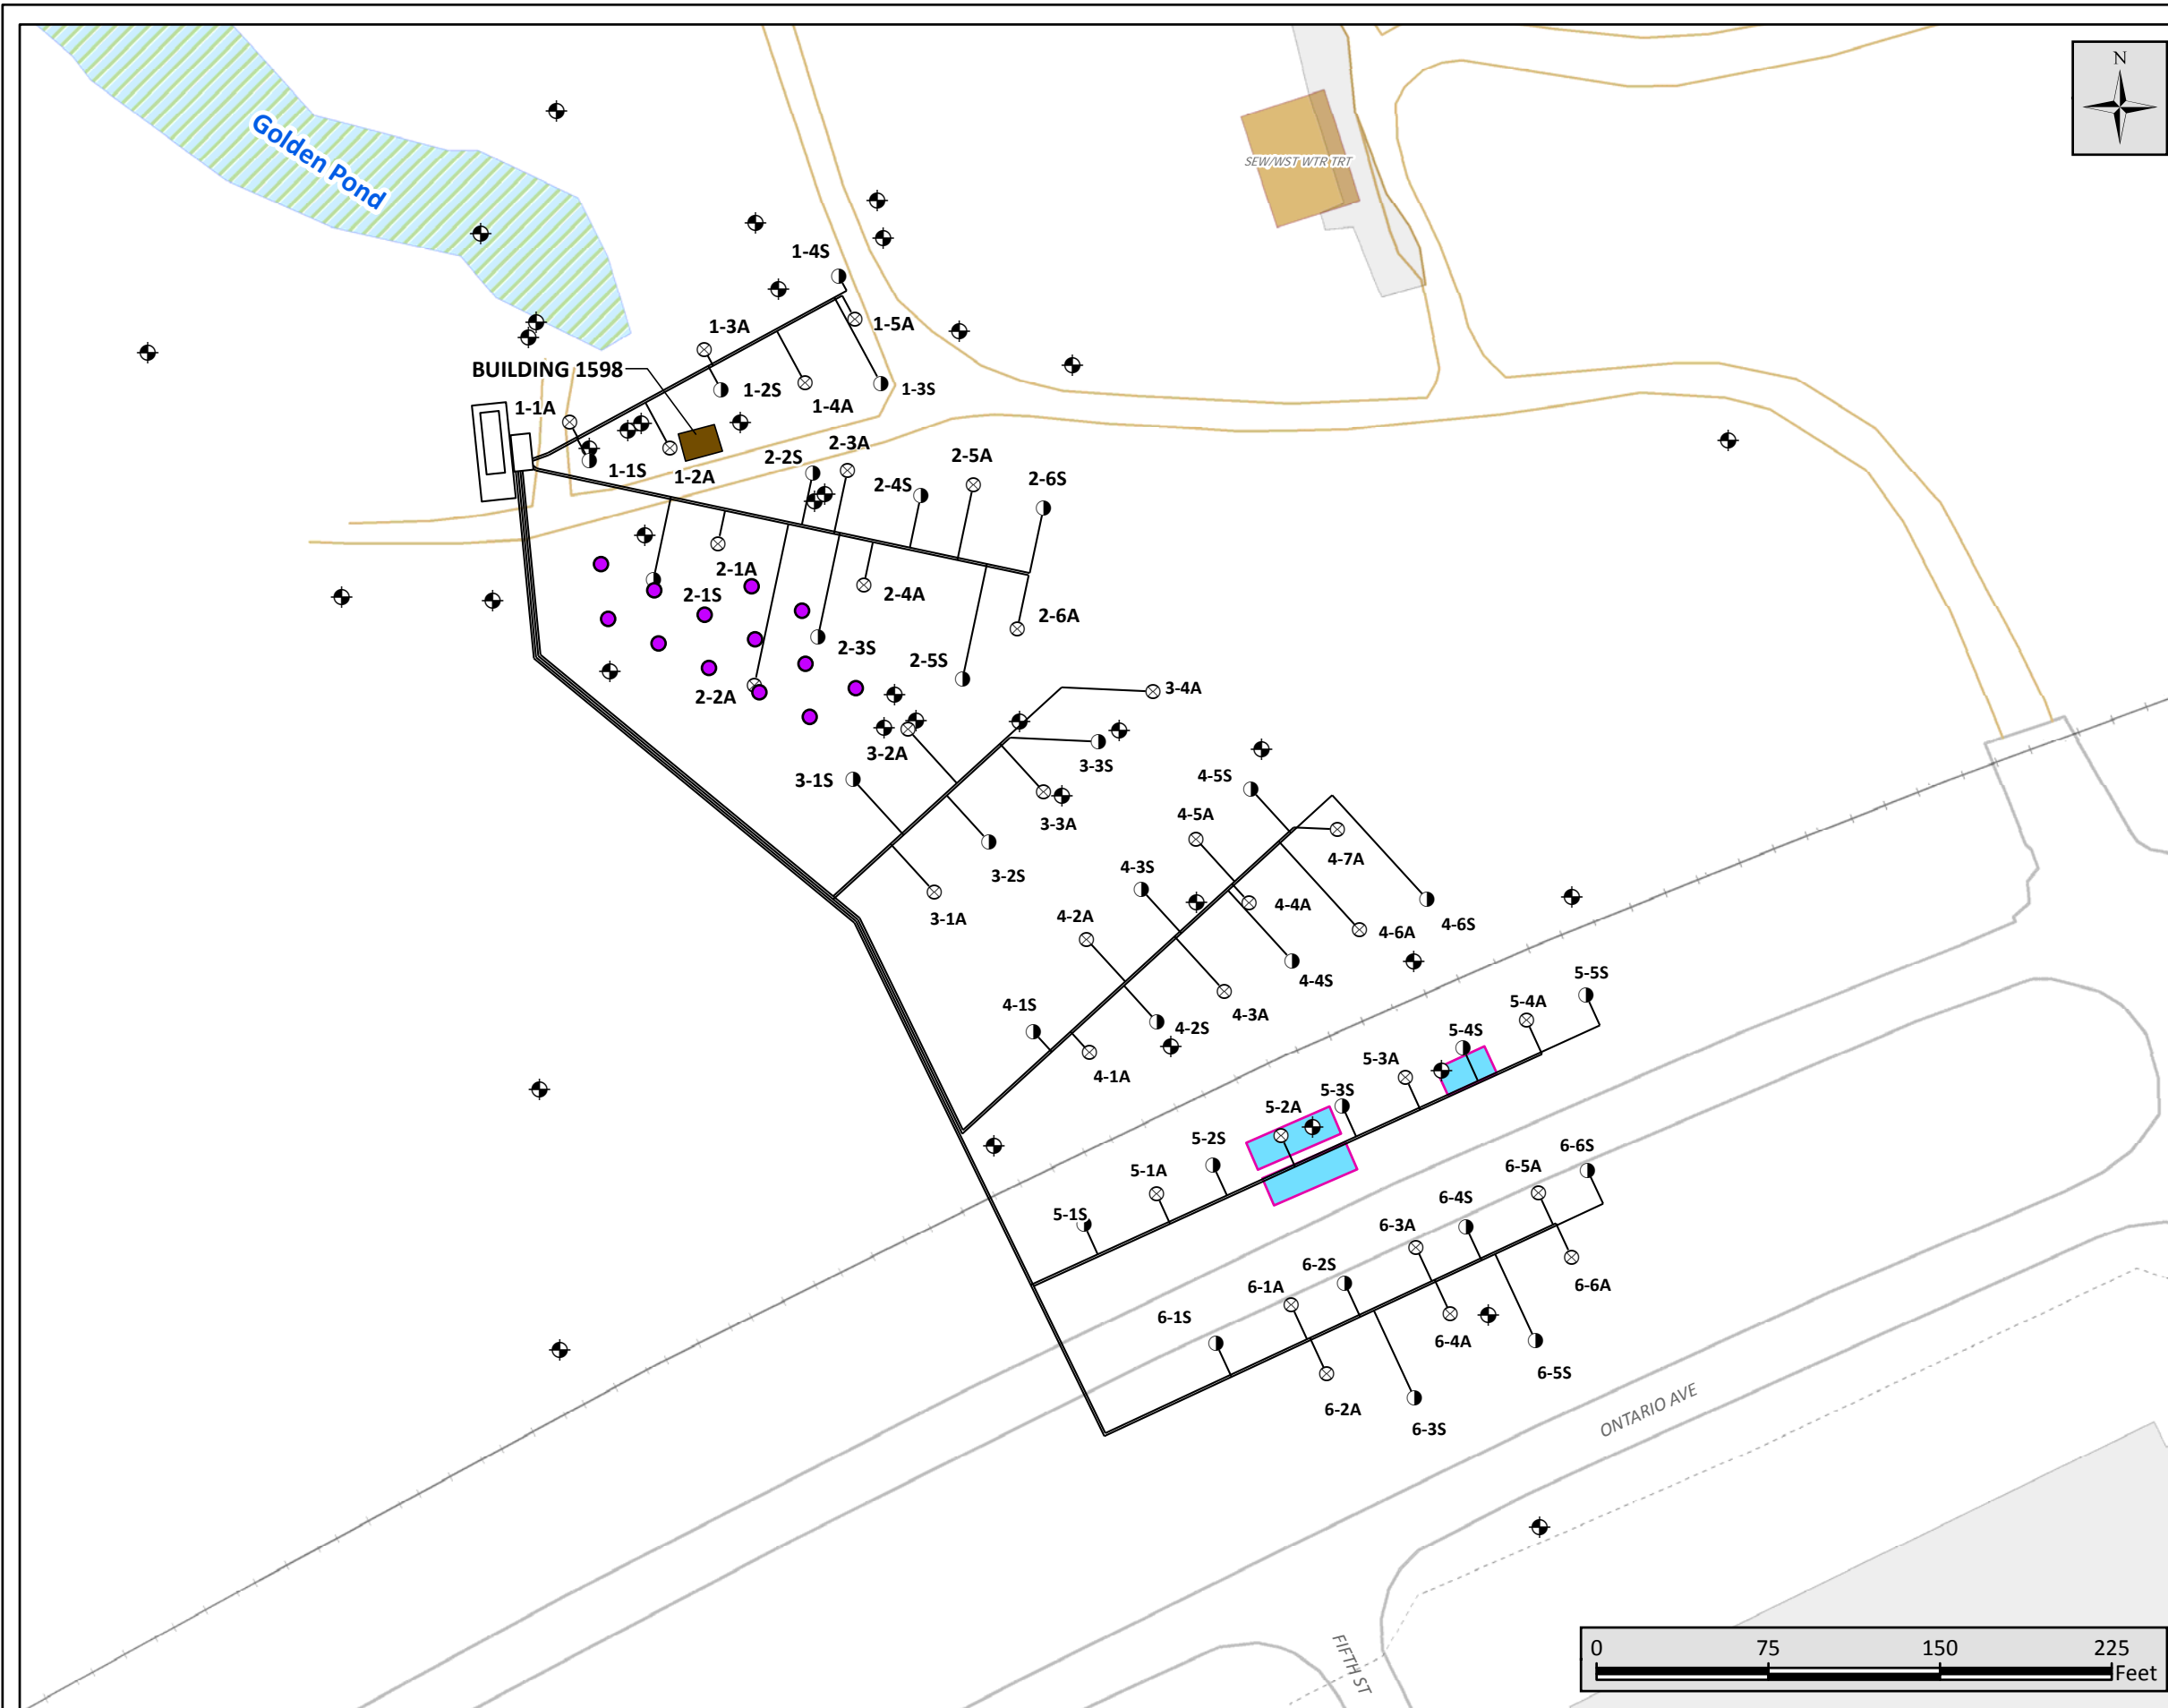 N
Golden Pond
SEW/WST WTR TRT
1-4S
1-3A
1-5A
BUILDING 1598
1-2S
1-3S
1-1A
1-4A
2-3A
2-2S
2-5A
1-1S
1-2A
2-4S
2-6S
2-1A
2-1S
2-4A
2-6A
2-3S
2-5S
2-2A
3-4A
3-2A
3-3S
3-1S
4-5S
4-5A
3-3A
4-7A
4-3S
3-2S
4-4A
3-1A
4-2A
4-6S
4-6A
4-4S
5-5S
4-1S
5-4A
4-3A
4-2S
5-4S
5-3A
4-1A
5-3S
5-2A
5-2S
6-6S
5-1A
6-5A
6-4S
5-1S
6-3A
6-2S
6-1A
6-6A
6-1S
6-4A
6-5S
6-2A
6-3S
ONTARIO AVE
FIFTH ST
0 75 150 225
Feet